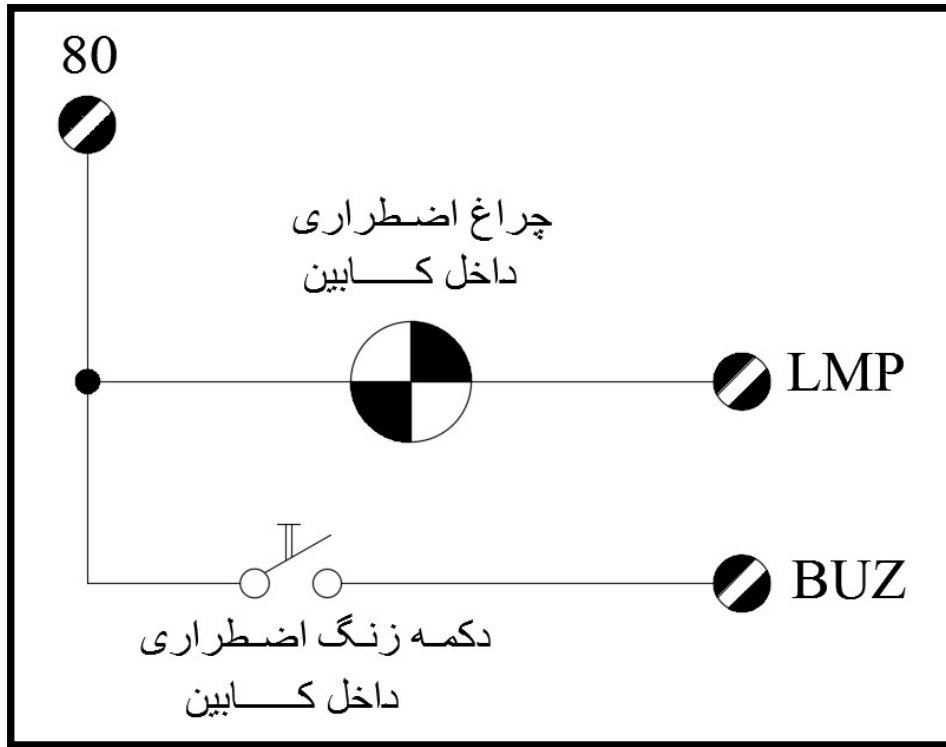 80
چراغ اضطراری
داخل کابین
LMP
BUZ
دکمه زنگ اضطراری
داخل کابین